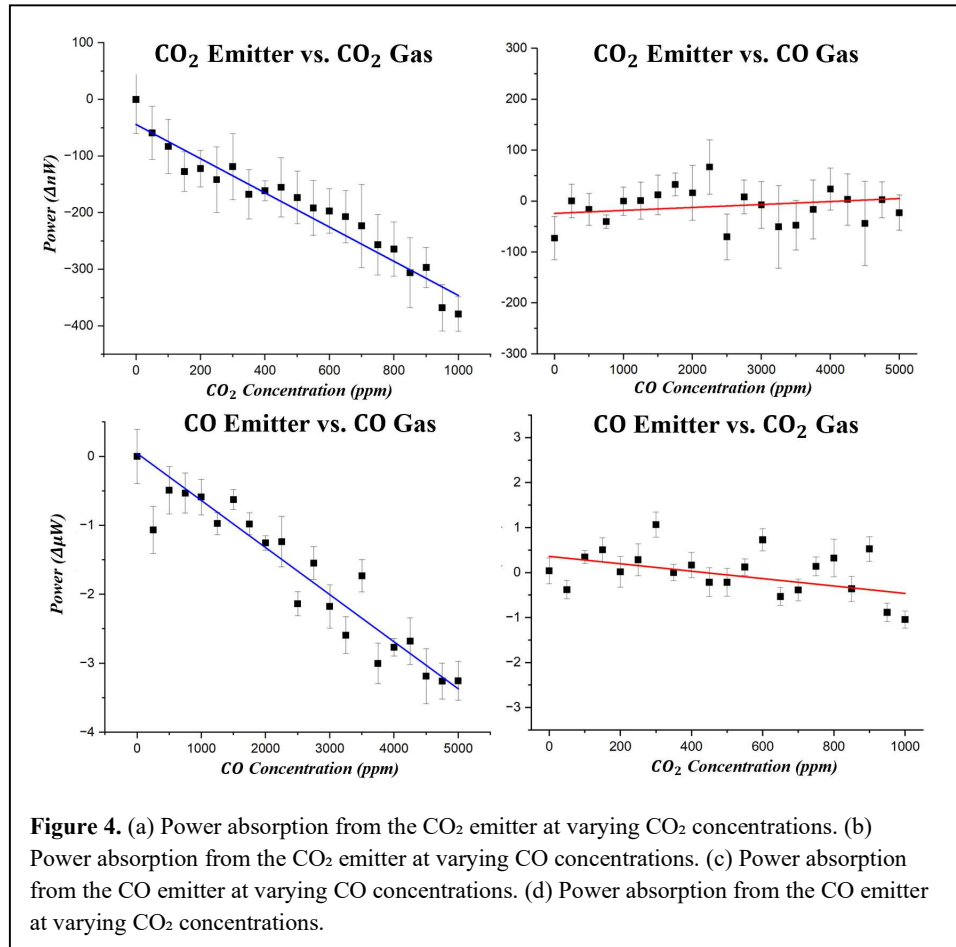 CO₂ Emitter vs. CO₂ Gas
Power (ΔnW)
0
−100
−200
−300
−400
0 200 400 600 800 1000
CO₂ Concentration (ppm)
CO₂ Emitter vs. CO Gas
300
200
100
0
-100
-200
-300
0 1000 2000 3000 4000 5000
CO Concentration (ppm)
CO Emitter vs. CO Gas
Power (ΔμW)
0
−1
−2
−3
−4
0 1000 2000 3000 4000 5000
CO Concentration (ppm)
CO Emitter vs. CO₂ Gas
3
2
1
0
−1
−2
−3
0 200 400 600 800 1000
CO₂ Concentration (ppm)
Figure 4. (a) Power absorption from the CO₂ emitter at varying CO₂ concentrations. (b)
Power absorption from the CO₂ emitter at varying CO concentrations. (c) Power absorption
from the CO emitter at varying CO concentrations. (d) Power absorption from the CO emitter
at varying CO₂ concentrations.